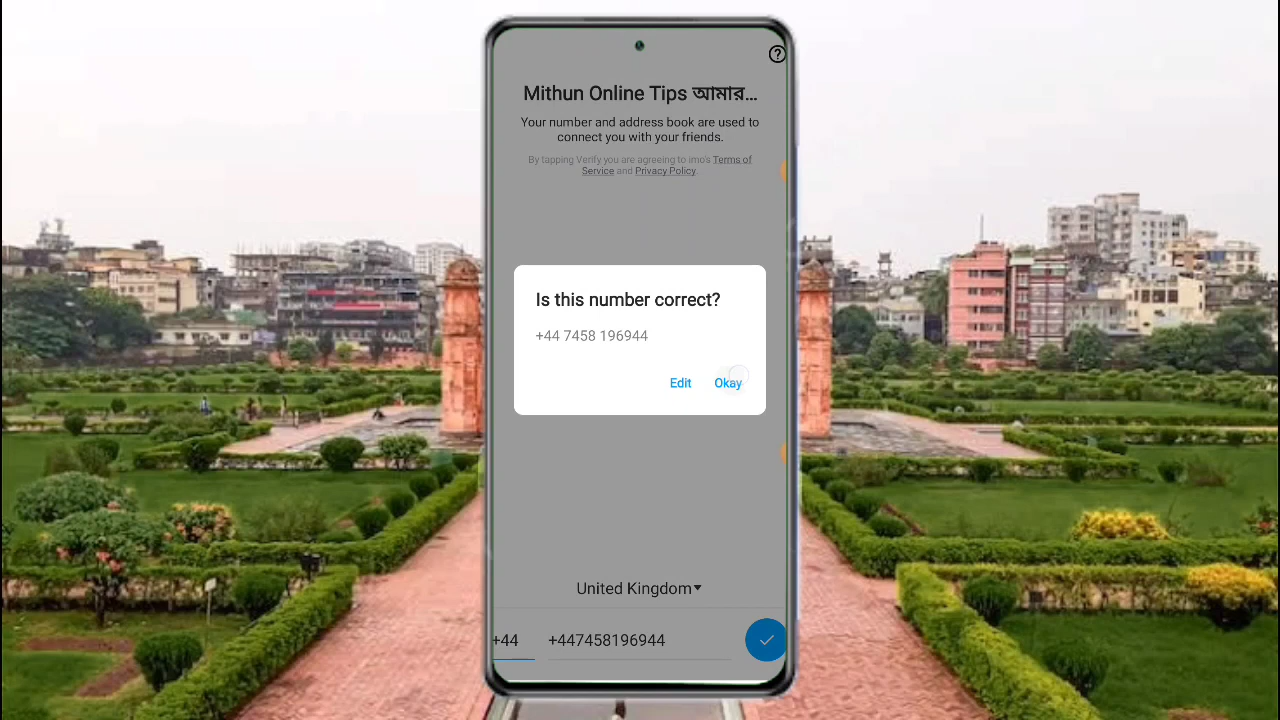 Mithun Online Tips আমার...
Your number and address book are used to
connect you with your friends.
By tapping Verify you are agreeing to imo's Terms of
Service and Privacy Policy.
Is this number correct?
+44 7458 196944
Edit Okay
United Kingdom
+44 +447458196944